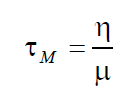 τ_M = η/μ